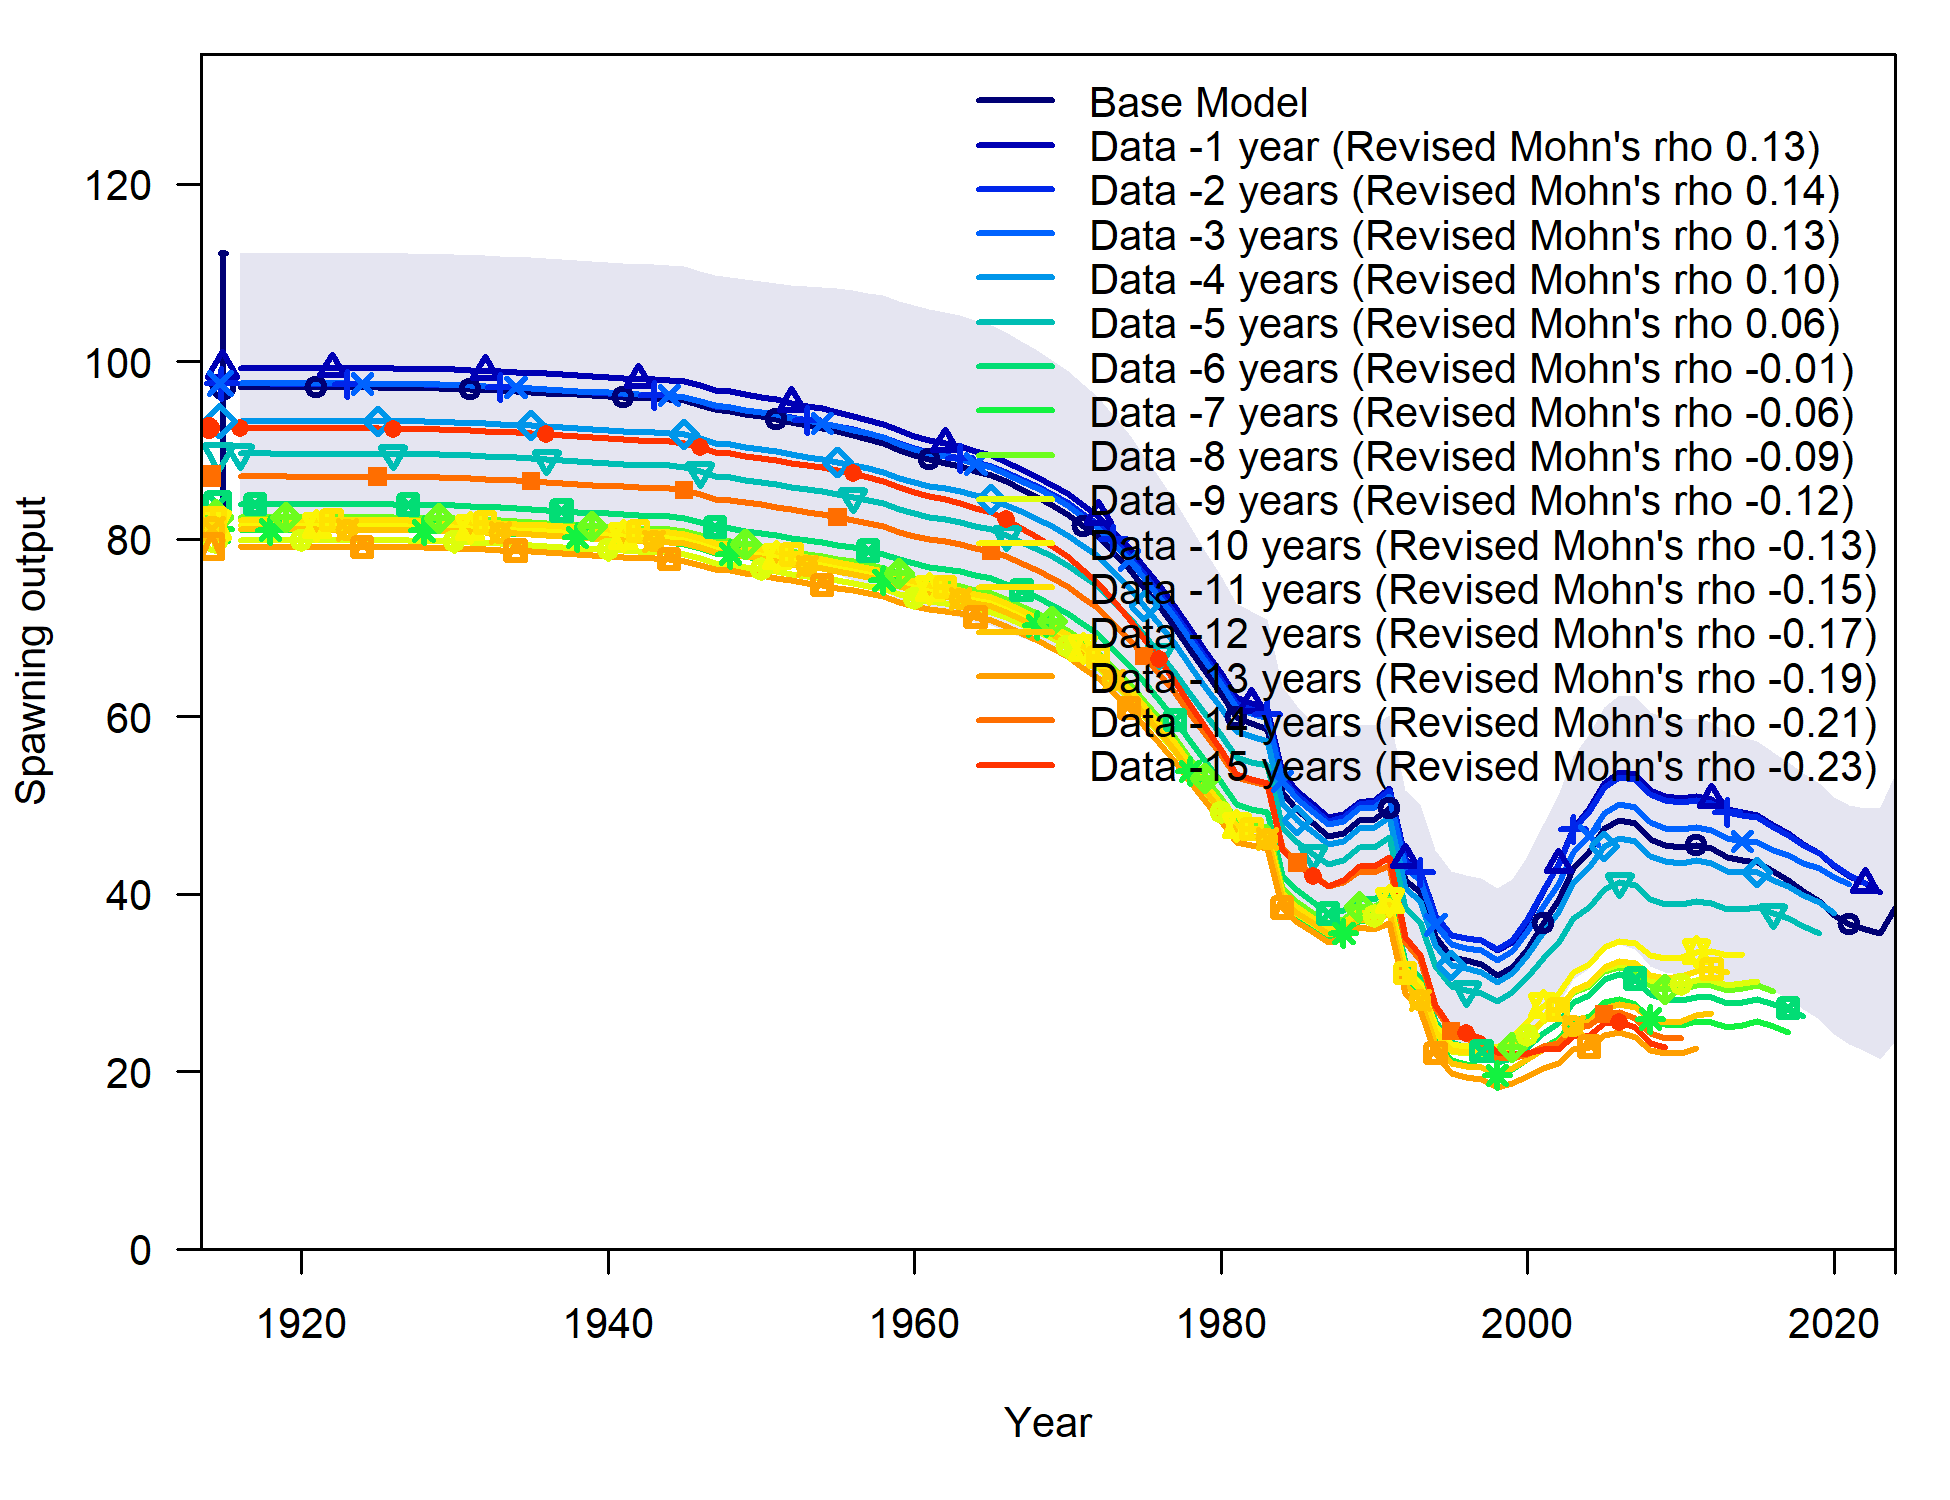 Base Model
Data -1 year (Revised Mohn's rho 0.13)
Data -2 years (Revised Mohn's rho 0.14)
Data -3 years (Revised Mohn's rho 0.13)
Data -4 years (Revised Mohn's rho 0.10)
Data -5 years (Revised Mohn's rho 0.06)
Data -6 years (Revised Mohn's rho -0.01)
Data -7 years (Revised Mohn's rho -0.06)
Data -8 years (Revised Mohn's rho -0.09)
Data -9 years (Revised Mohn's rho -0.12)
Data -10 years (Revised Mohn's rho -0.13)
Data -11 years (Revised Mohn's rho -0.15)
Data -12 years (Revised Mohn's rho -0.17)
Data -13 years (Revised Mohn's rho -0.19)
Data -14 years (Revised Mohn's rho -0.21)
Data -15 years (Revised Mohn's rho -0.23)
Spawning output
120
100
80
60
40
20
0
1920 1940 1960 1980 2000 2020
Year